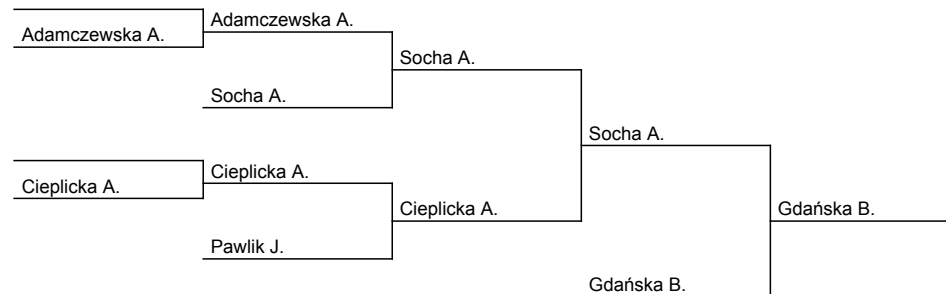 Adamczewska A.
Adamczewska A.
Socha A.
Socha A.
Socha A.
Cieplicka A.
Cieplicka A.
Cieplicka A.
Gdańska B.
Pawlik J.
Gdańska B.